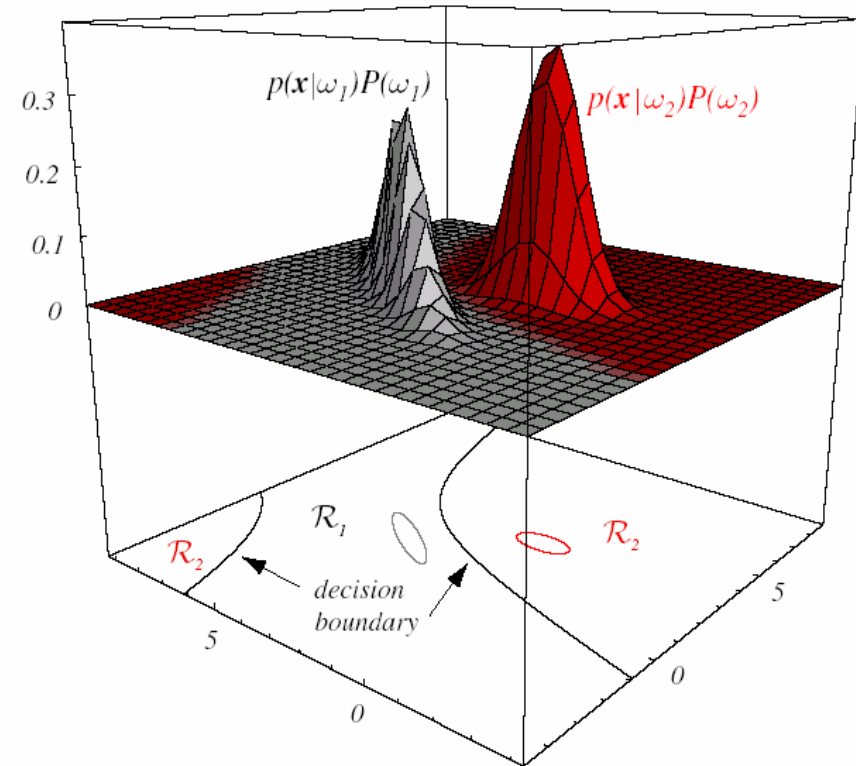 p(x|ω₁)P(ω₁)
p(x|ω₂)P(ω₂)
0.3
0.2
0.1
0
R₁
R₂
R₂
decision
boundary
5
0
5
0